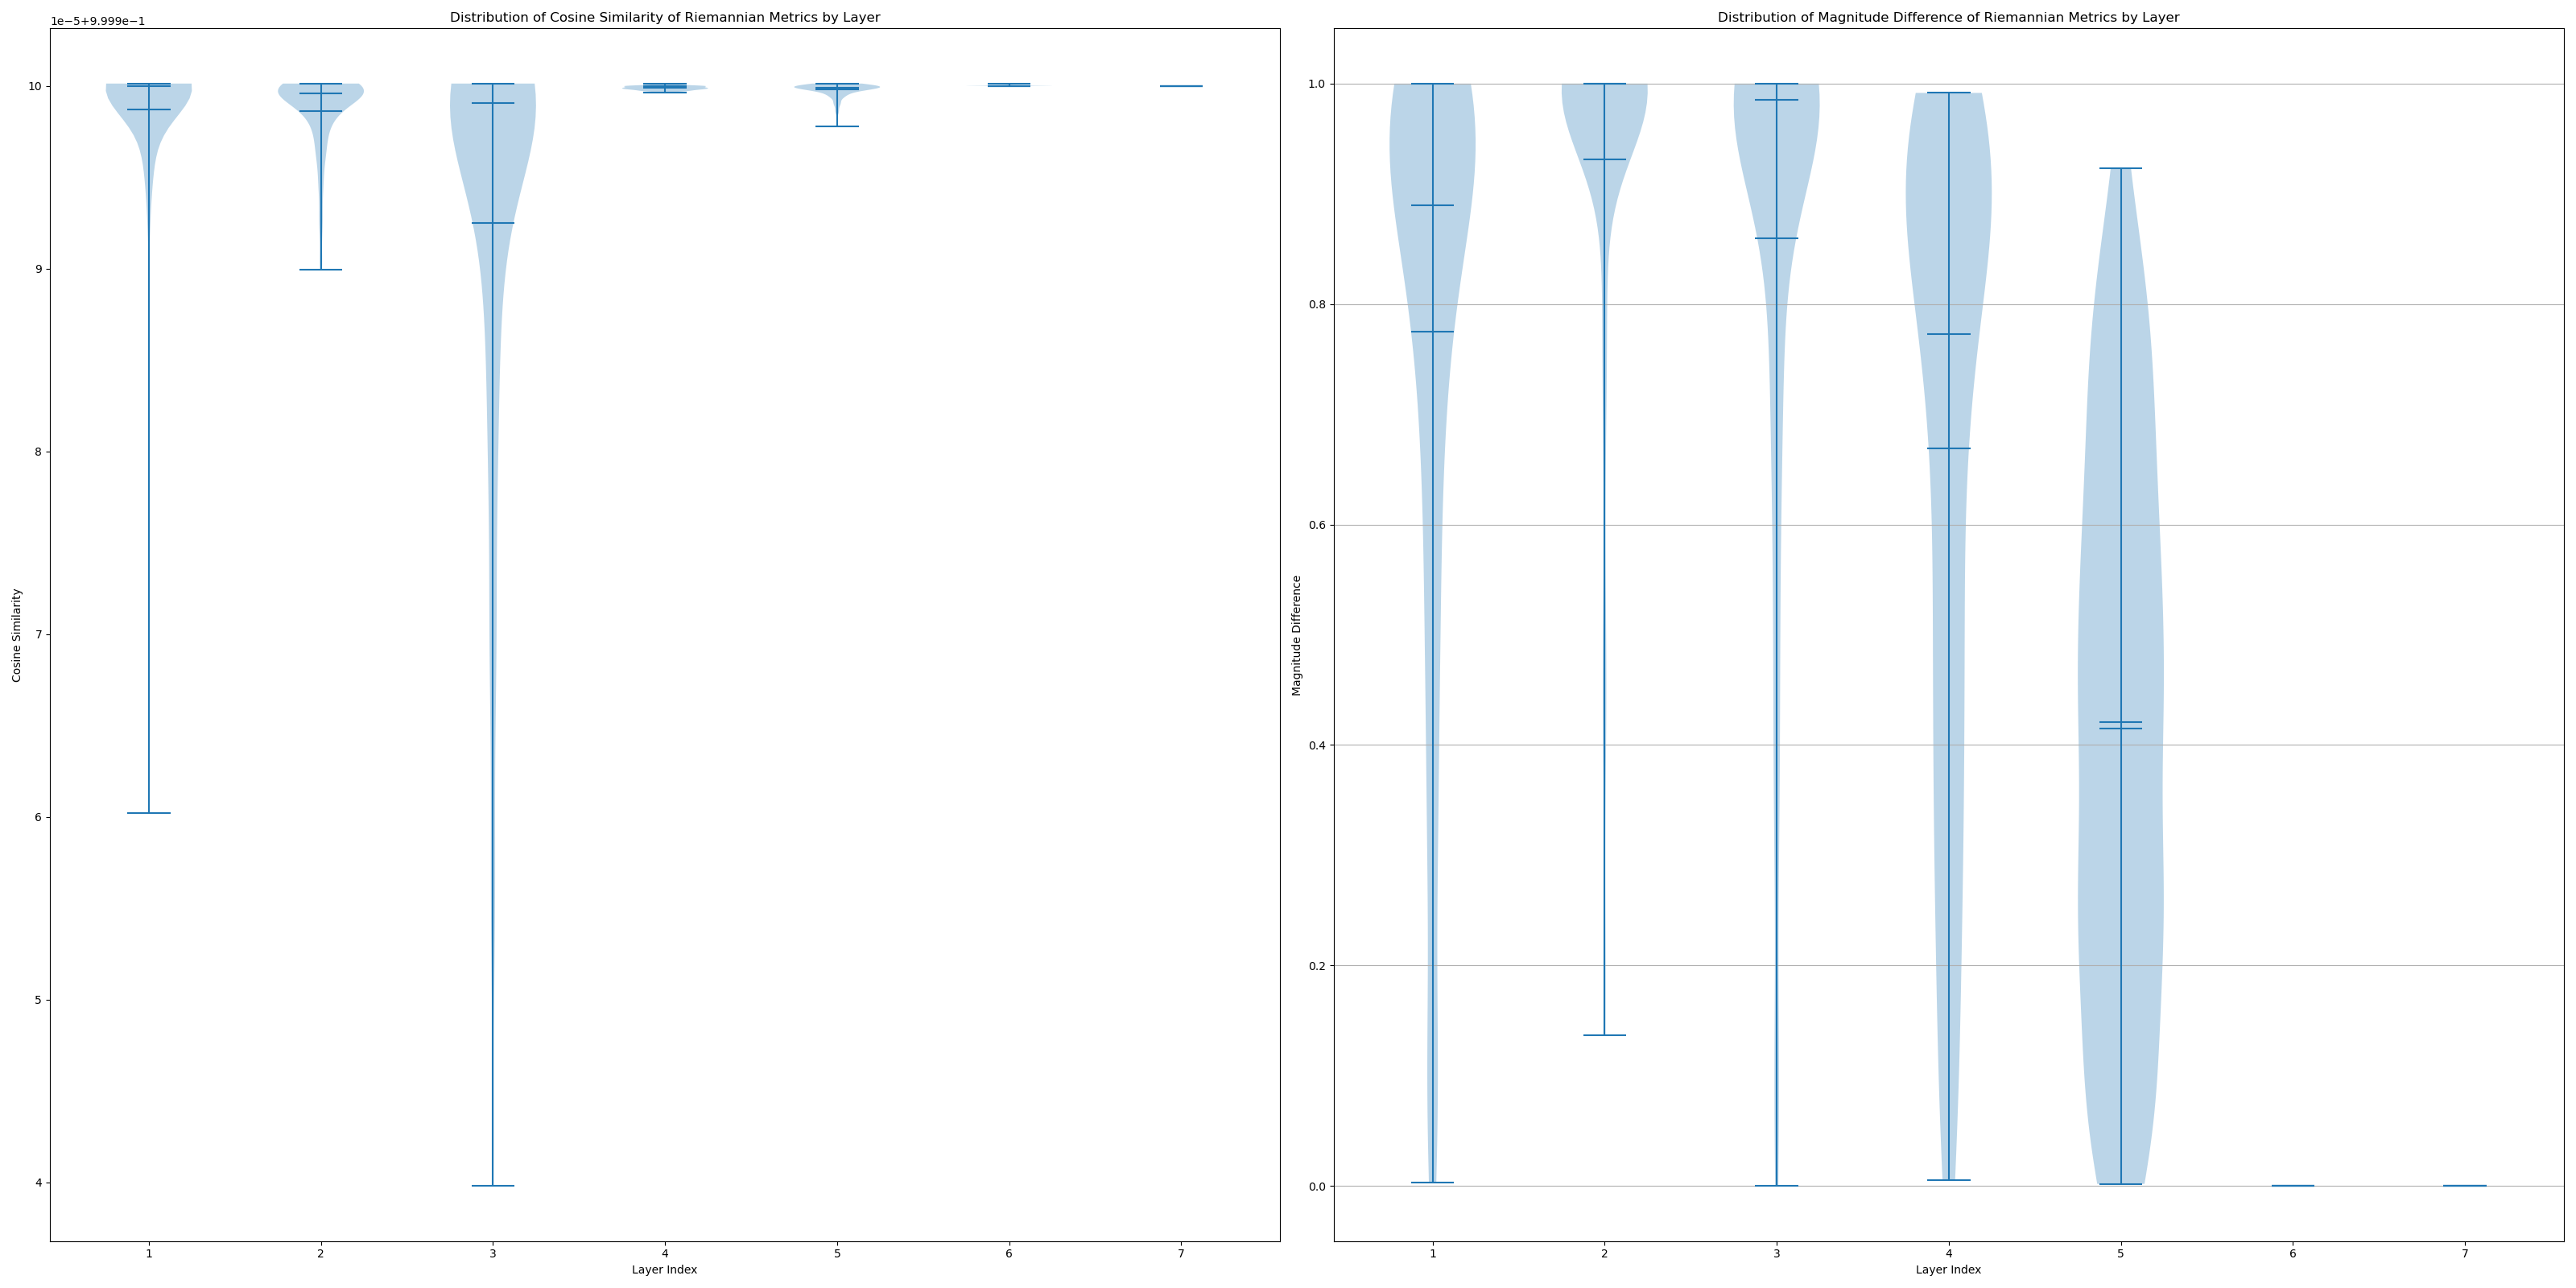 Distribution of Cosine Similarity of Riemannian Metrics by Layer
1e−5+9.999e−1
10
9
8
7
6
5
4
Cosine Similarity
1 2 3 4 5 6 7
Layer Index
Distribution of Magnitude Difference of Riemannian Metrics by Layer
1.0
0.8
0.6
0.4
0.2
0.0
Magnitude Difference
1 2 3 4 5 6 7
Layer Index